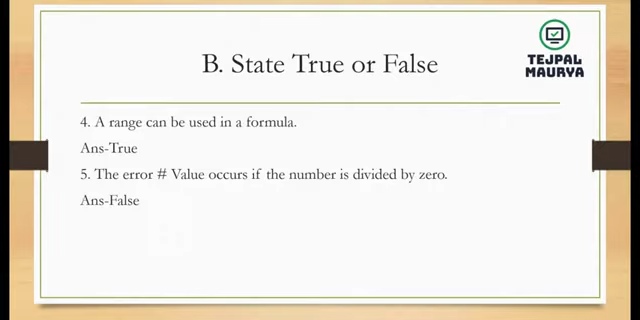 B. State True or False
TEJPAL
MAURYA
4. A range can be used in a formula.
Ans-True
5. The error # Value occurs if the number is divided by zero.
Ans-False